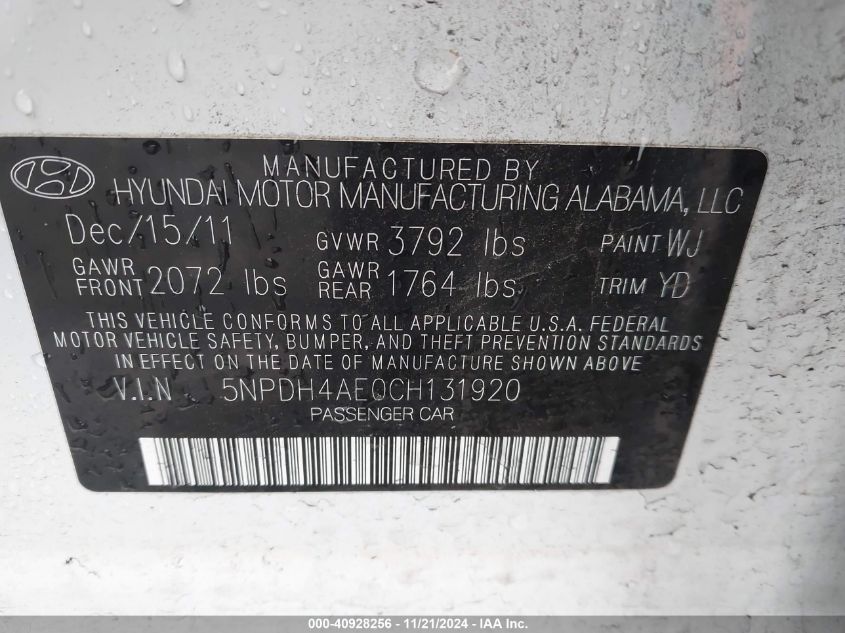 MANUFACTURED BY
HYUNDAI MOTOR MANUFACTURING ALABAMA, LLC
Dec/15/11 GVWR 3792 lbs PAINT WJ
GAWR FRONT 2072 lbs GAWR REAR 1764 lbs TRIM YD
THIS VEHICLE CONFORMS TO ALL APPLICABLE U.S.A. FEDERAL
MOTOR VEHICLE SAFETY, BUMPER, AND THEFT PREVENTION STANDARDS
IN EFFECT ON THE DATE OF MANUFACTURE SHOWN ABOVE
V.I.N 5NPDH4AE0CH131920
PASSENGER CAR
000-40928256 - 11/21/2024 - IAA Inc.